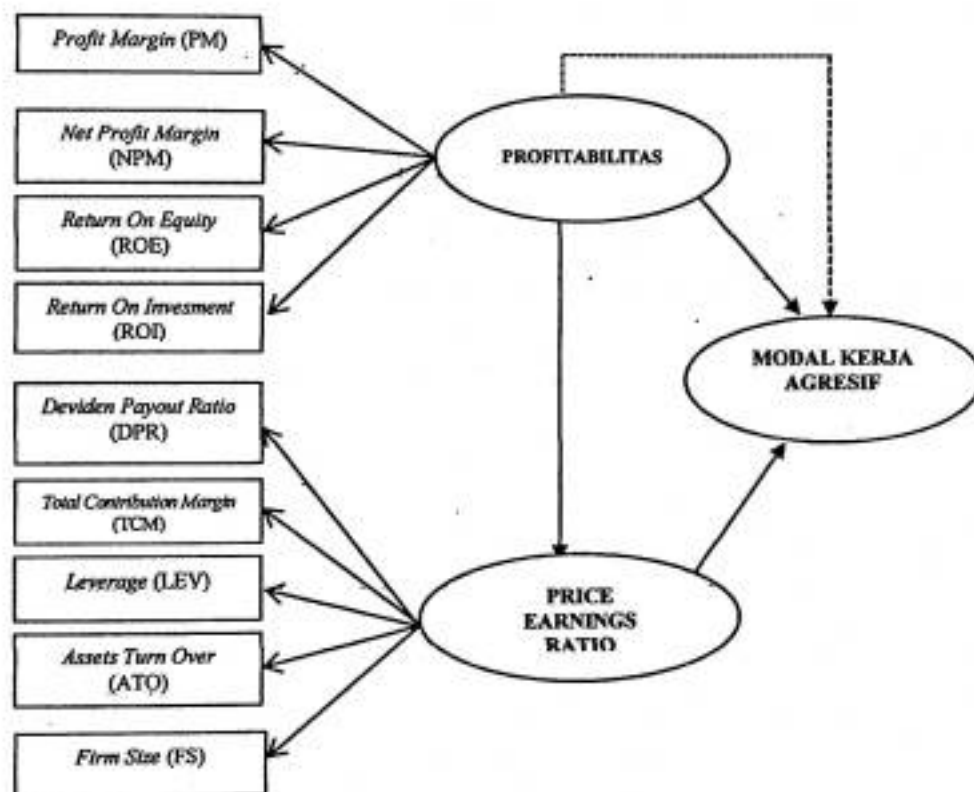 Profit Margin (PM)
Net Profit Margin
(NPM)
Return On Equity
(ROE)
Return On Invesment
(ROI)
Deviden Payout Ratio
(DPR)
Total Contribution Margin
(TCM)
Leverage (LEV)
Assets Turn Over
(ATO)
Firm Size (FS)
PROFITABILITAS
MODAL KERJA
AGRESIF
PRICE
EARNINGS
RATIO